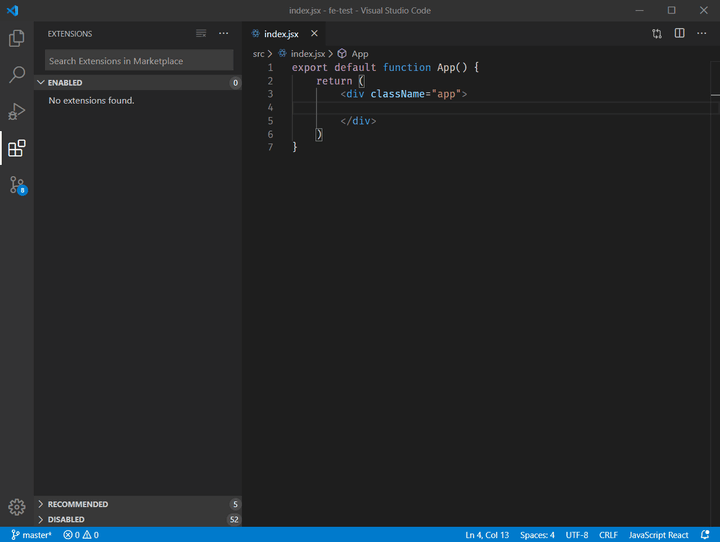 index.jsx - fe-test - Visual Studio Code
EXTENSIONS
Search Extensions in Marketplace
ENABLED 0
No extensions found.
RECOMMENDED 5
DISABLED 52
index.jsx
src > index.jsx > App
1 export default function App() {
2 return (
3 <div className="app">
4
5 </div>
6 )
7 }
8
master* 0 0 Ln 4, Col 13 Spaces: 4 UTF-8 CRLF JavaScript React